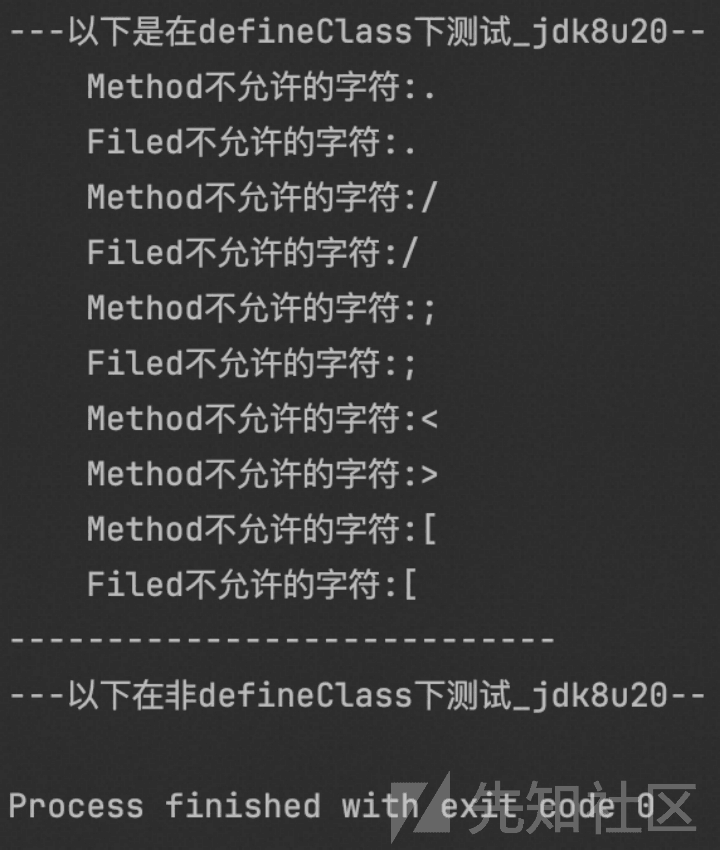 ---以下是在defineClass下测试_jdk8u20--
Method不允许的字符:.
Filed不允许的字符:.
Method不允许的字符:/
Filed不允许的字符:/
Method不允许的字符:;
Filed不允许的字符:;
Method不允许的字符:<
Method不允许的字符:>
Method不允许的字符:[
Filed不允许的字符:[
----------------------------
---以下在非defineClass下测试_jdk8u20--
Process finished with exit code 0
先知社区